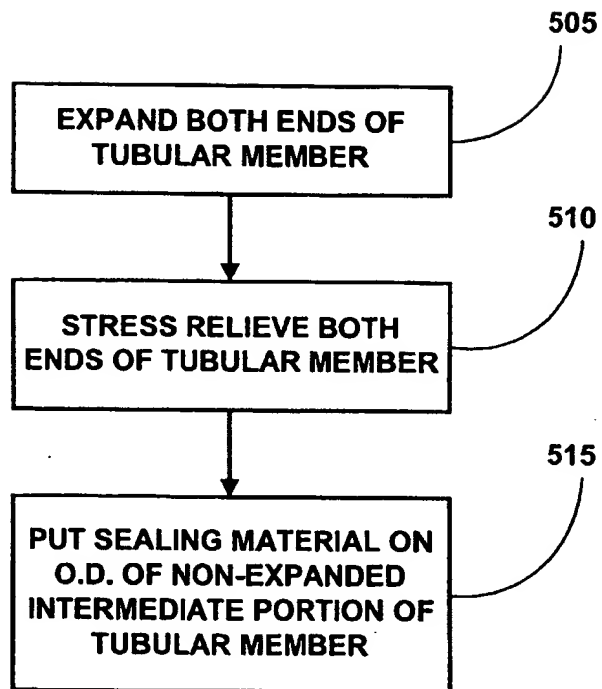 505
EXPAND BOTH ENDS OF
TUBULAR MEMBER
510
STRESS RELIEVE BOTH
ENDS OF TUBULAR MEMBER
515
PUT SEALING MATERIAL ON
O.D. OF NON-EXPANDED
INTERMEDIATE PORTION OF
TUBULAR MEMBER